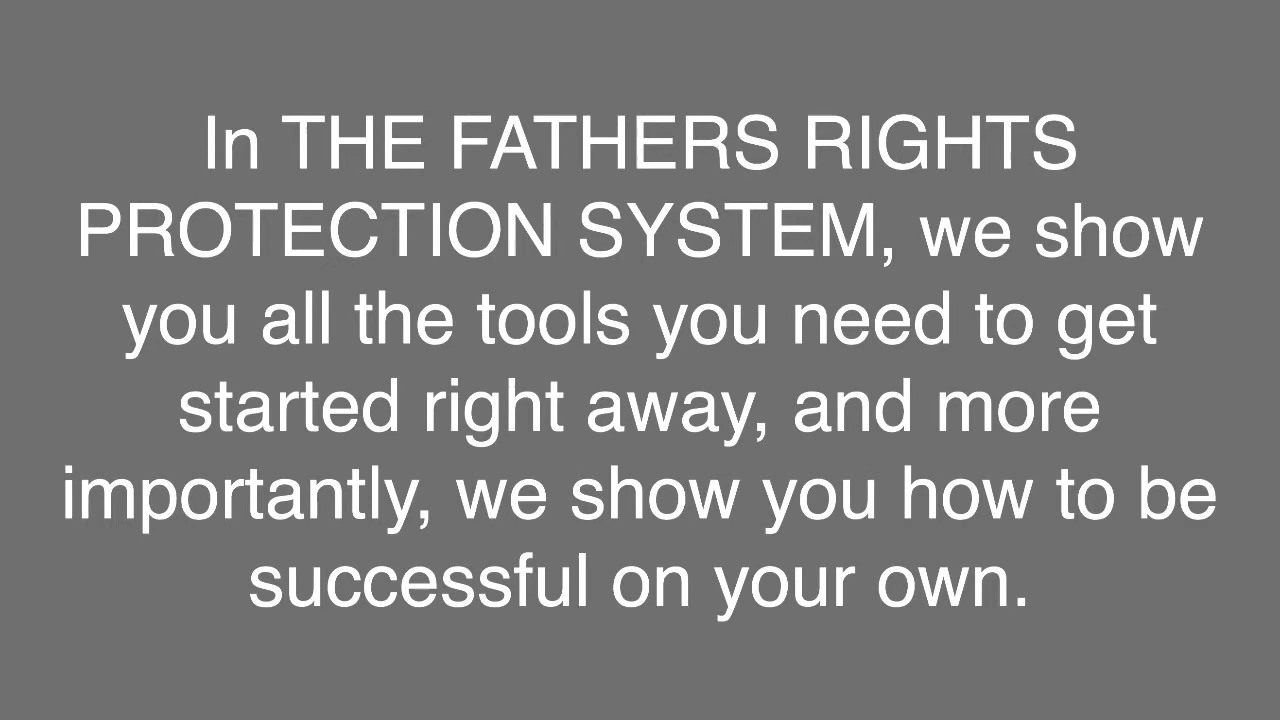 In THE FATHERS RIGHTS
PROTECTION SYSTEM, we show
you all the tools you need to get
started right away, and more
importantly, we show you how to be
successful on your own.